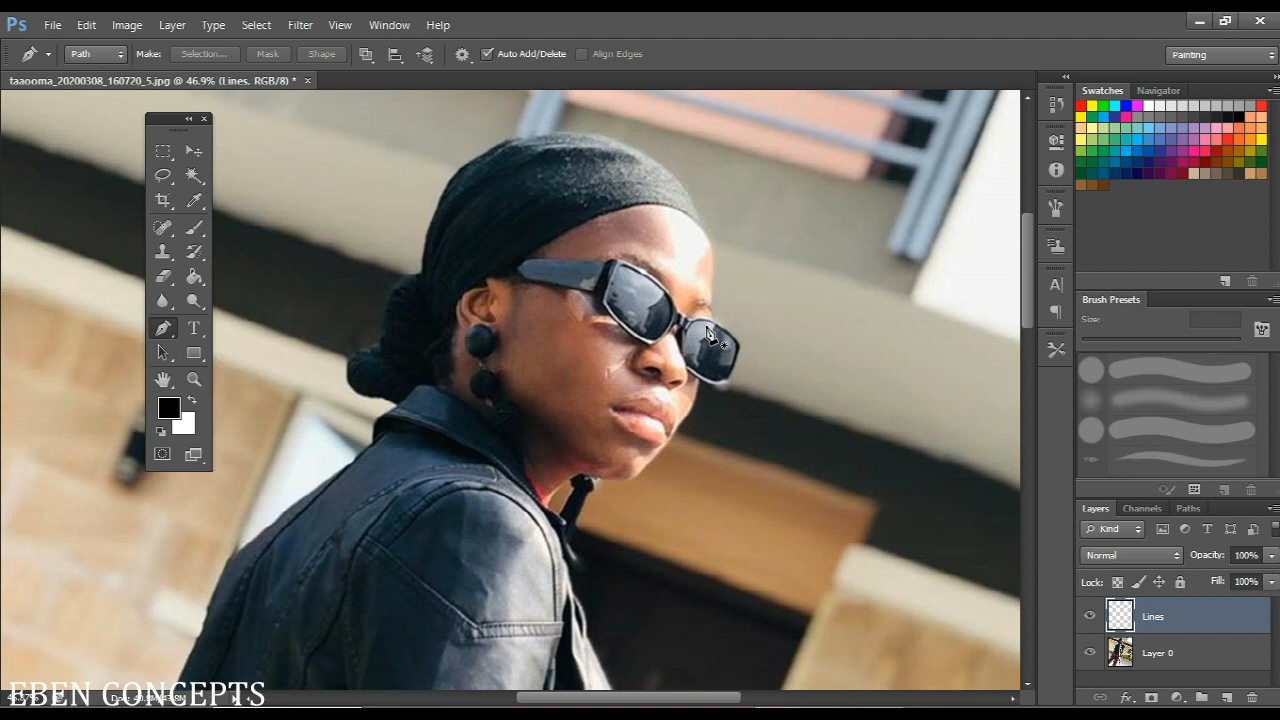 Ps File Edit Image Layer Type Select Filter View Window Help
Path Make: Selection... Mask Shape Auto Add/Delete Align Edges Painting
taaooma_20200308_160720_5.jpg @ 46.9% (Lines, RGB/8) *
Swatches Navigator
Brush Presets
Size:
Layers Channels Paths
Kind
Normal Opacity: 100%
Lock: Fill: 100%
Lines
Layer 0
EBEN CONCEPTS